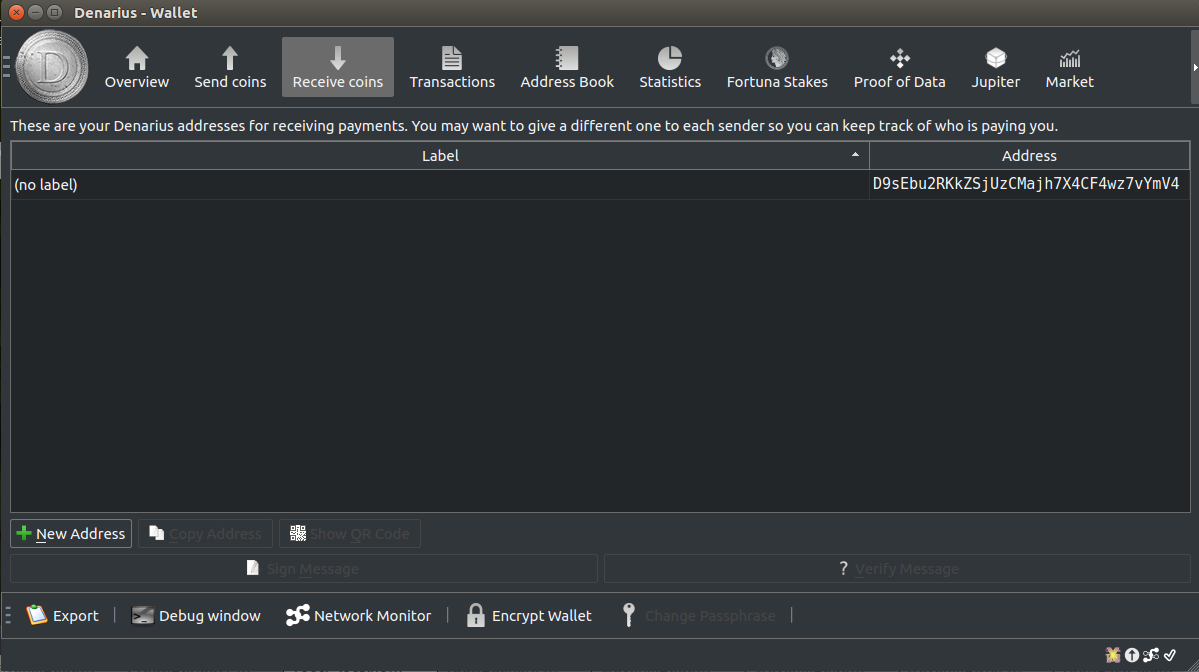 Denarius - Wallet
D
Overview Send coins Receive coins Transactions Address Book Statistics Fortuna Stakes Proof of Data Jupiter Market
These are your Denarius addresses for receiving payments. You may want to give a different one to each sender so you can keep track of who is paying you.
Label Address
(no label) D9sEbu2RKkZSjUzCMajh7X4CF4wz7vYmV4
New Address Copy Address Show QR Code
Sign Message ? Verify Message
Export Debug window Network Monitor Encrypt Wallet Change Passphrase